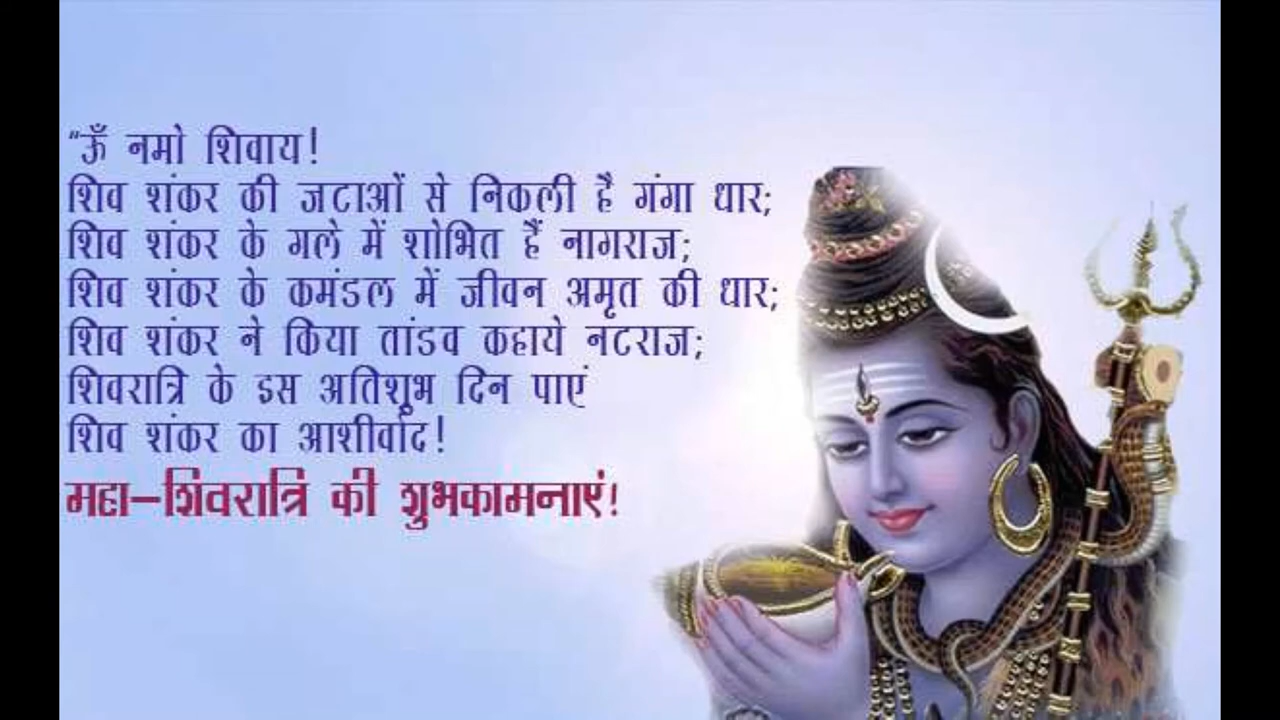 "ऊँ नमो शिवाय!
शिव शंकर की जटाओं से निकली है गंगा धार;
शिव शंकर के गले में शोभित हैं नागराज;
शिव शंकर के कमंडल में जीवन अमृत की धार;
शिव शंकर ने किया तांडव कहाये नटराज;
शिवरात्रि के इस अतिशुभ दिन पाएं
शिव शंकर का आशीर्वाद!
महा–शिवरात्रि की शुभकामनाएं!